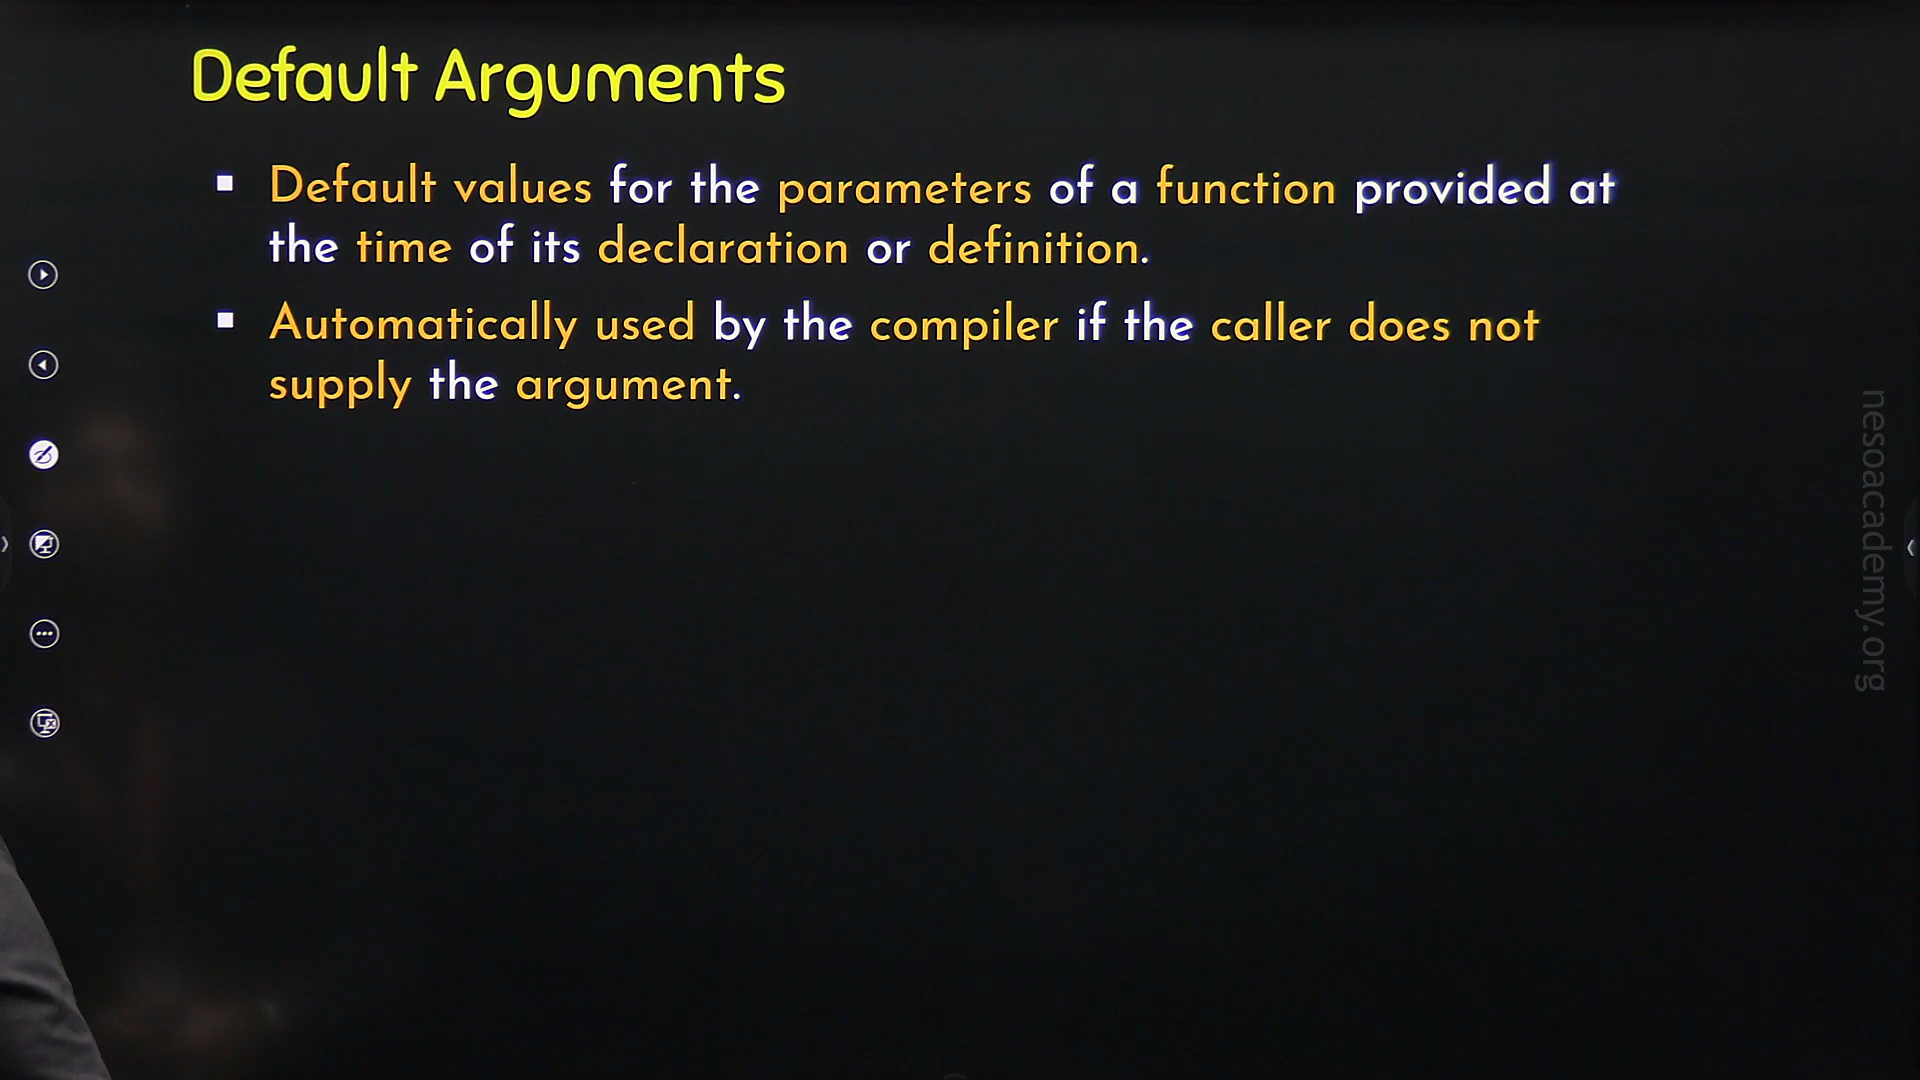 Default Arguments
▪ Default values for the parameters of a function provided at
the time of its declaration or definition.
▪ Automatically used by the compiler if the caller does not
supply the argument.
nesoacademy.org